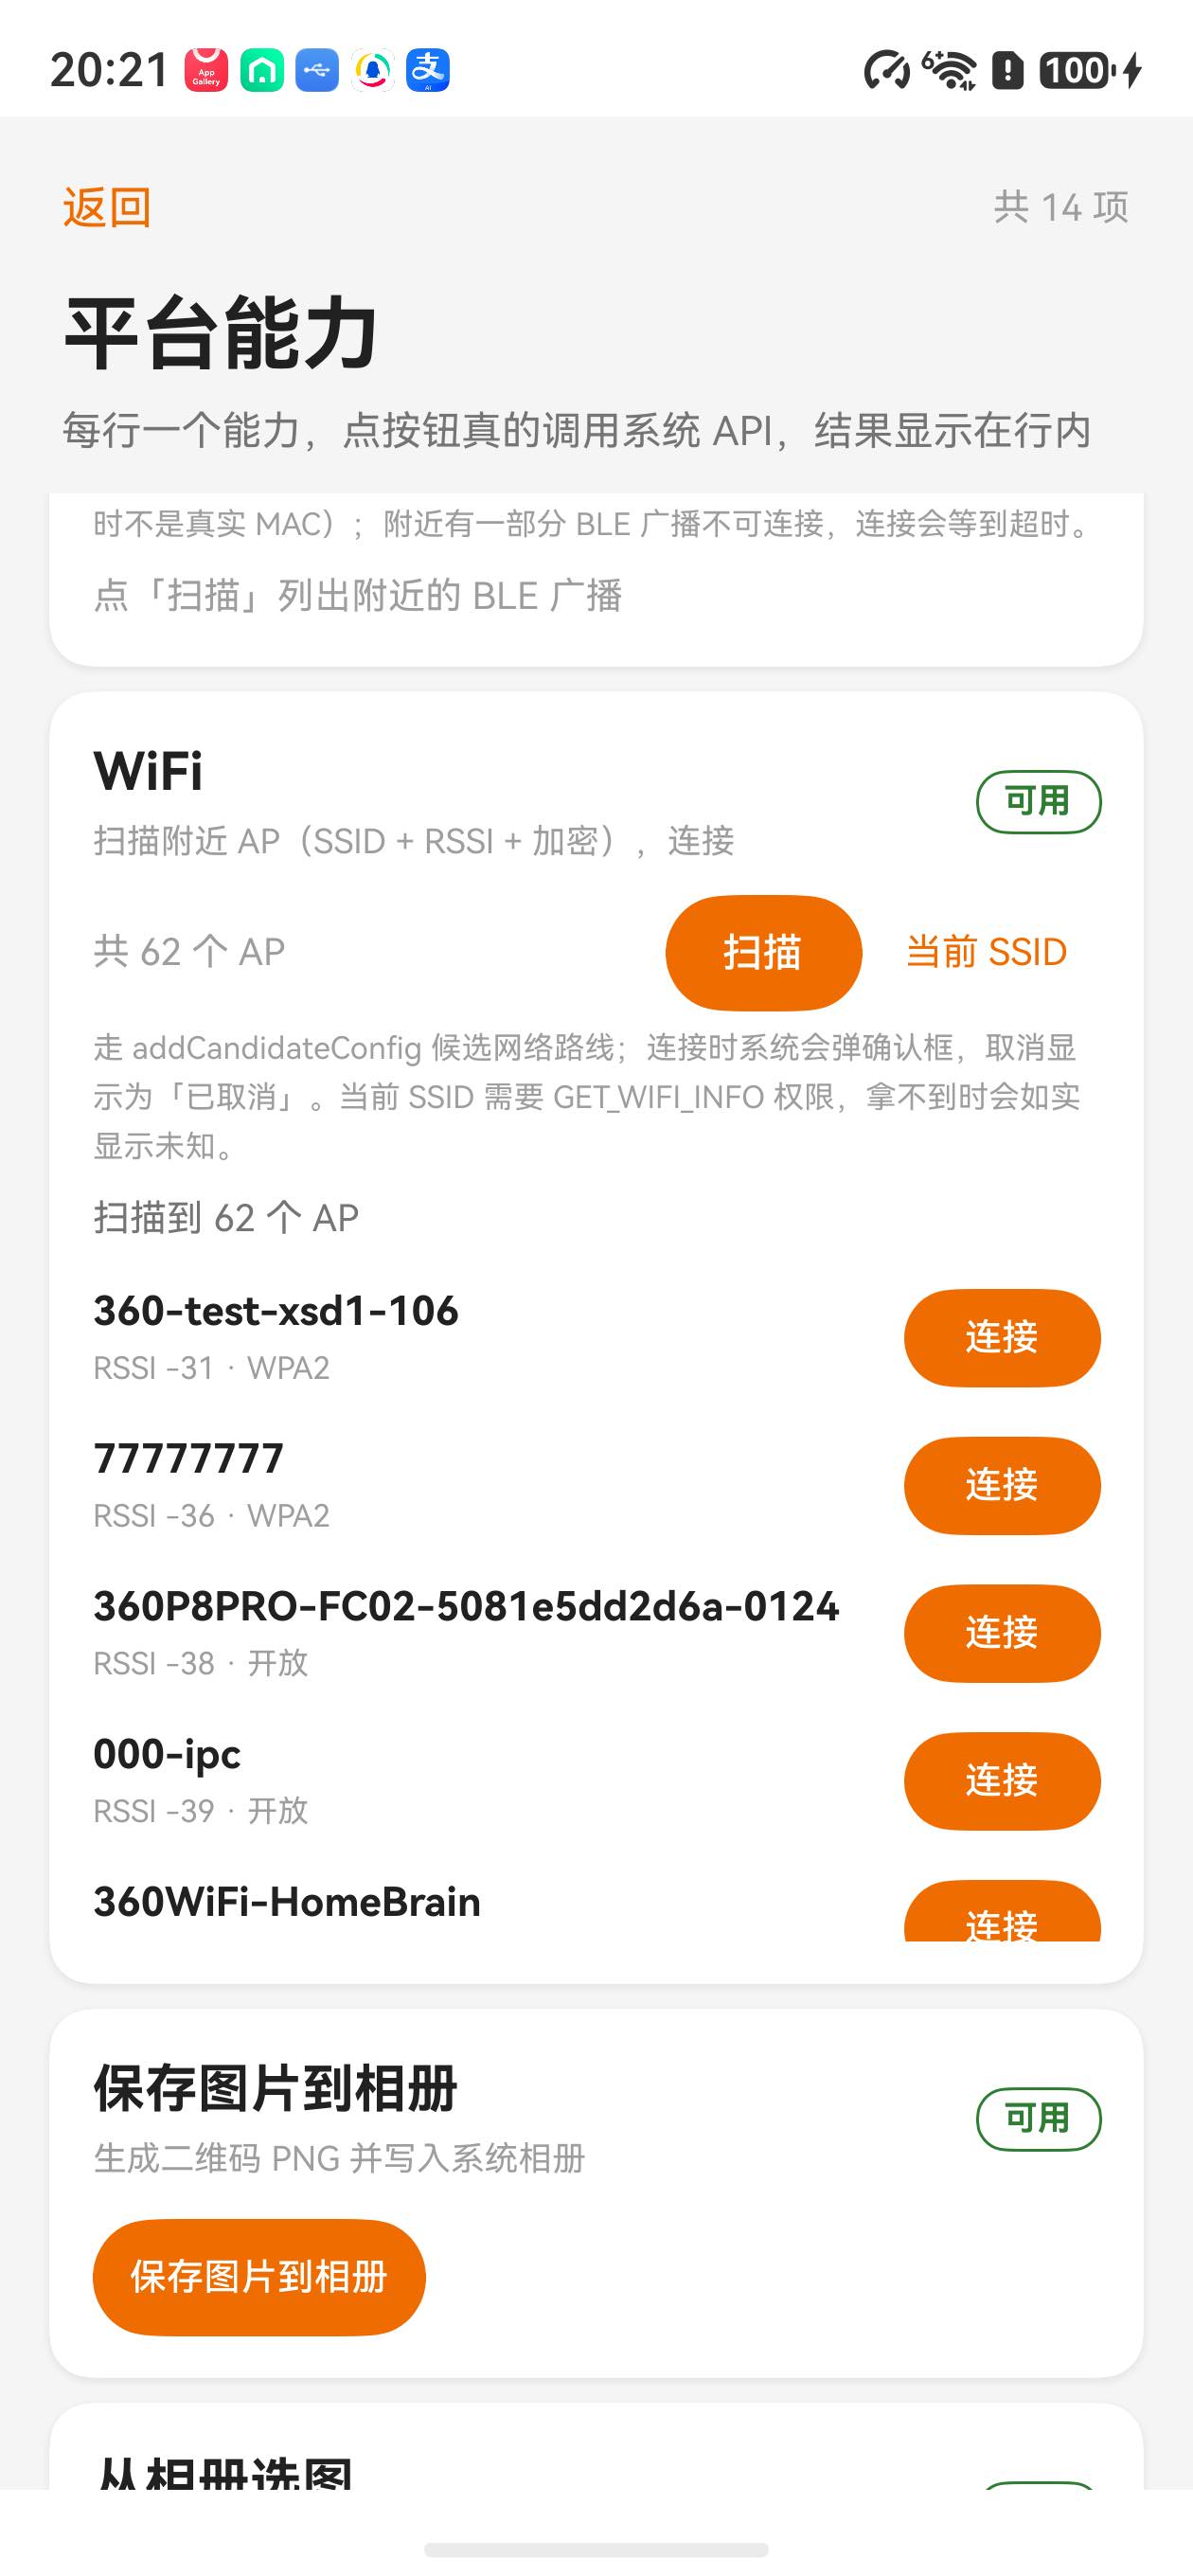 20:21
App Gallery
支
AI
6+
100
返回
共 14 项
平台能力
每行一个能力，点按钮真的调用系统 API，结果显示在行内
时不是真实 MAC）；附近有一部分 BLE 广播不可连接，连接会等到超时。
点「扫描」列出附近的 BLE 广播
WiFi
可用
扫描附近 AP（SSID + RSSI + 加密），连接
共 62 个 AP
扫描
当前 SSID
走 addCandidateConfig 候选网络路线；连接时系统会弹确认框，取消显
示为「已取消」。当前 SSID 需要 GET_WIFI_INFO 权限，拿不到时会如实
显示未知。
扫描到 62 个 AP
360-test-xsd1-106
连接
RSSI -31 · WPA2
77777777
连接
RSSI -36 · WPA2
360P8PRO-FC02-5081e5dd2d6a-0124
连接
RSSI -38 · 开放
000-ipc
连接
RSSI -39 · 开放
360WiFi-HomeBrain
连接
保存图片到相册
可用
生成二维码 PNG 并写入系统相册
保存图片到相册
从相册选图